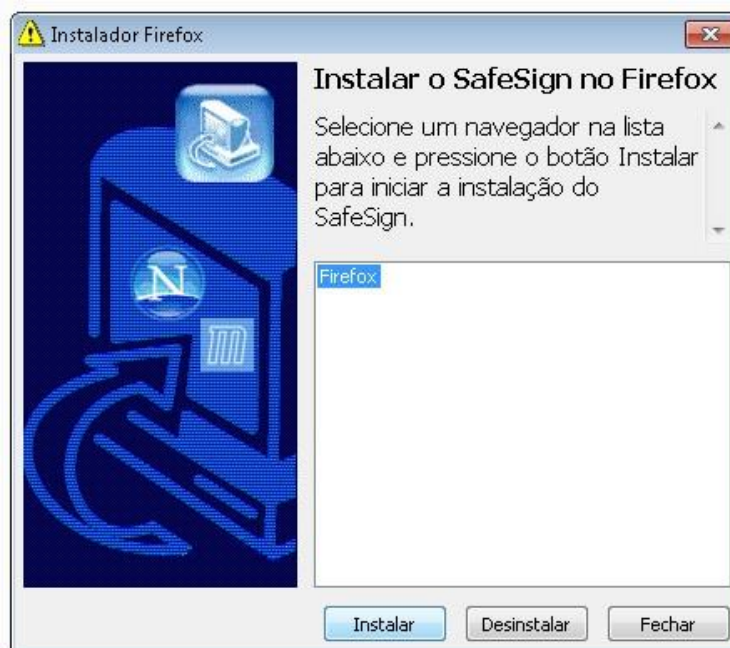 Instalador Firefox
Instalar o SafeSign no Firefox
Selecione um navegador na lista
abaixo e pressione o botão Instalar
para iniciar a instalação do
SafeSign.
N
m
Firefox
Instalar
Desinstalar
Fechar